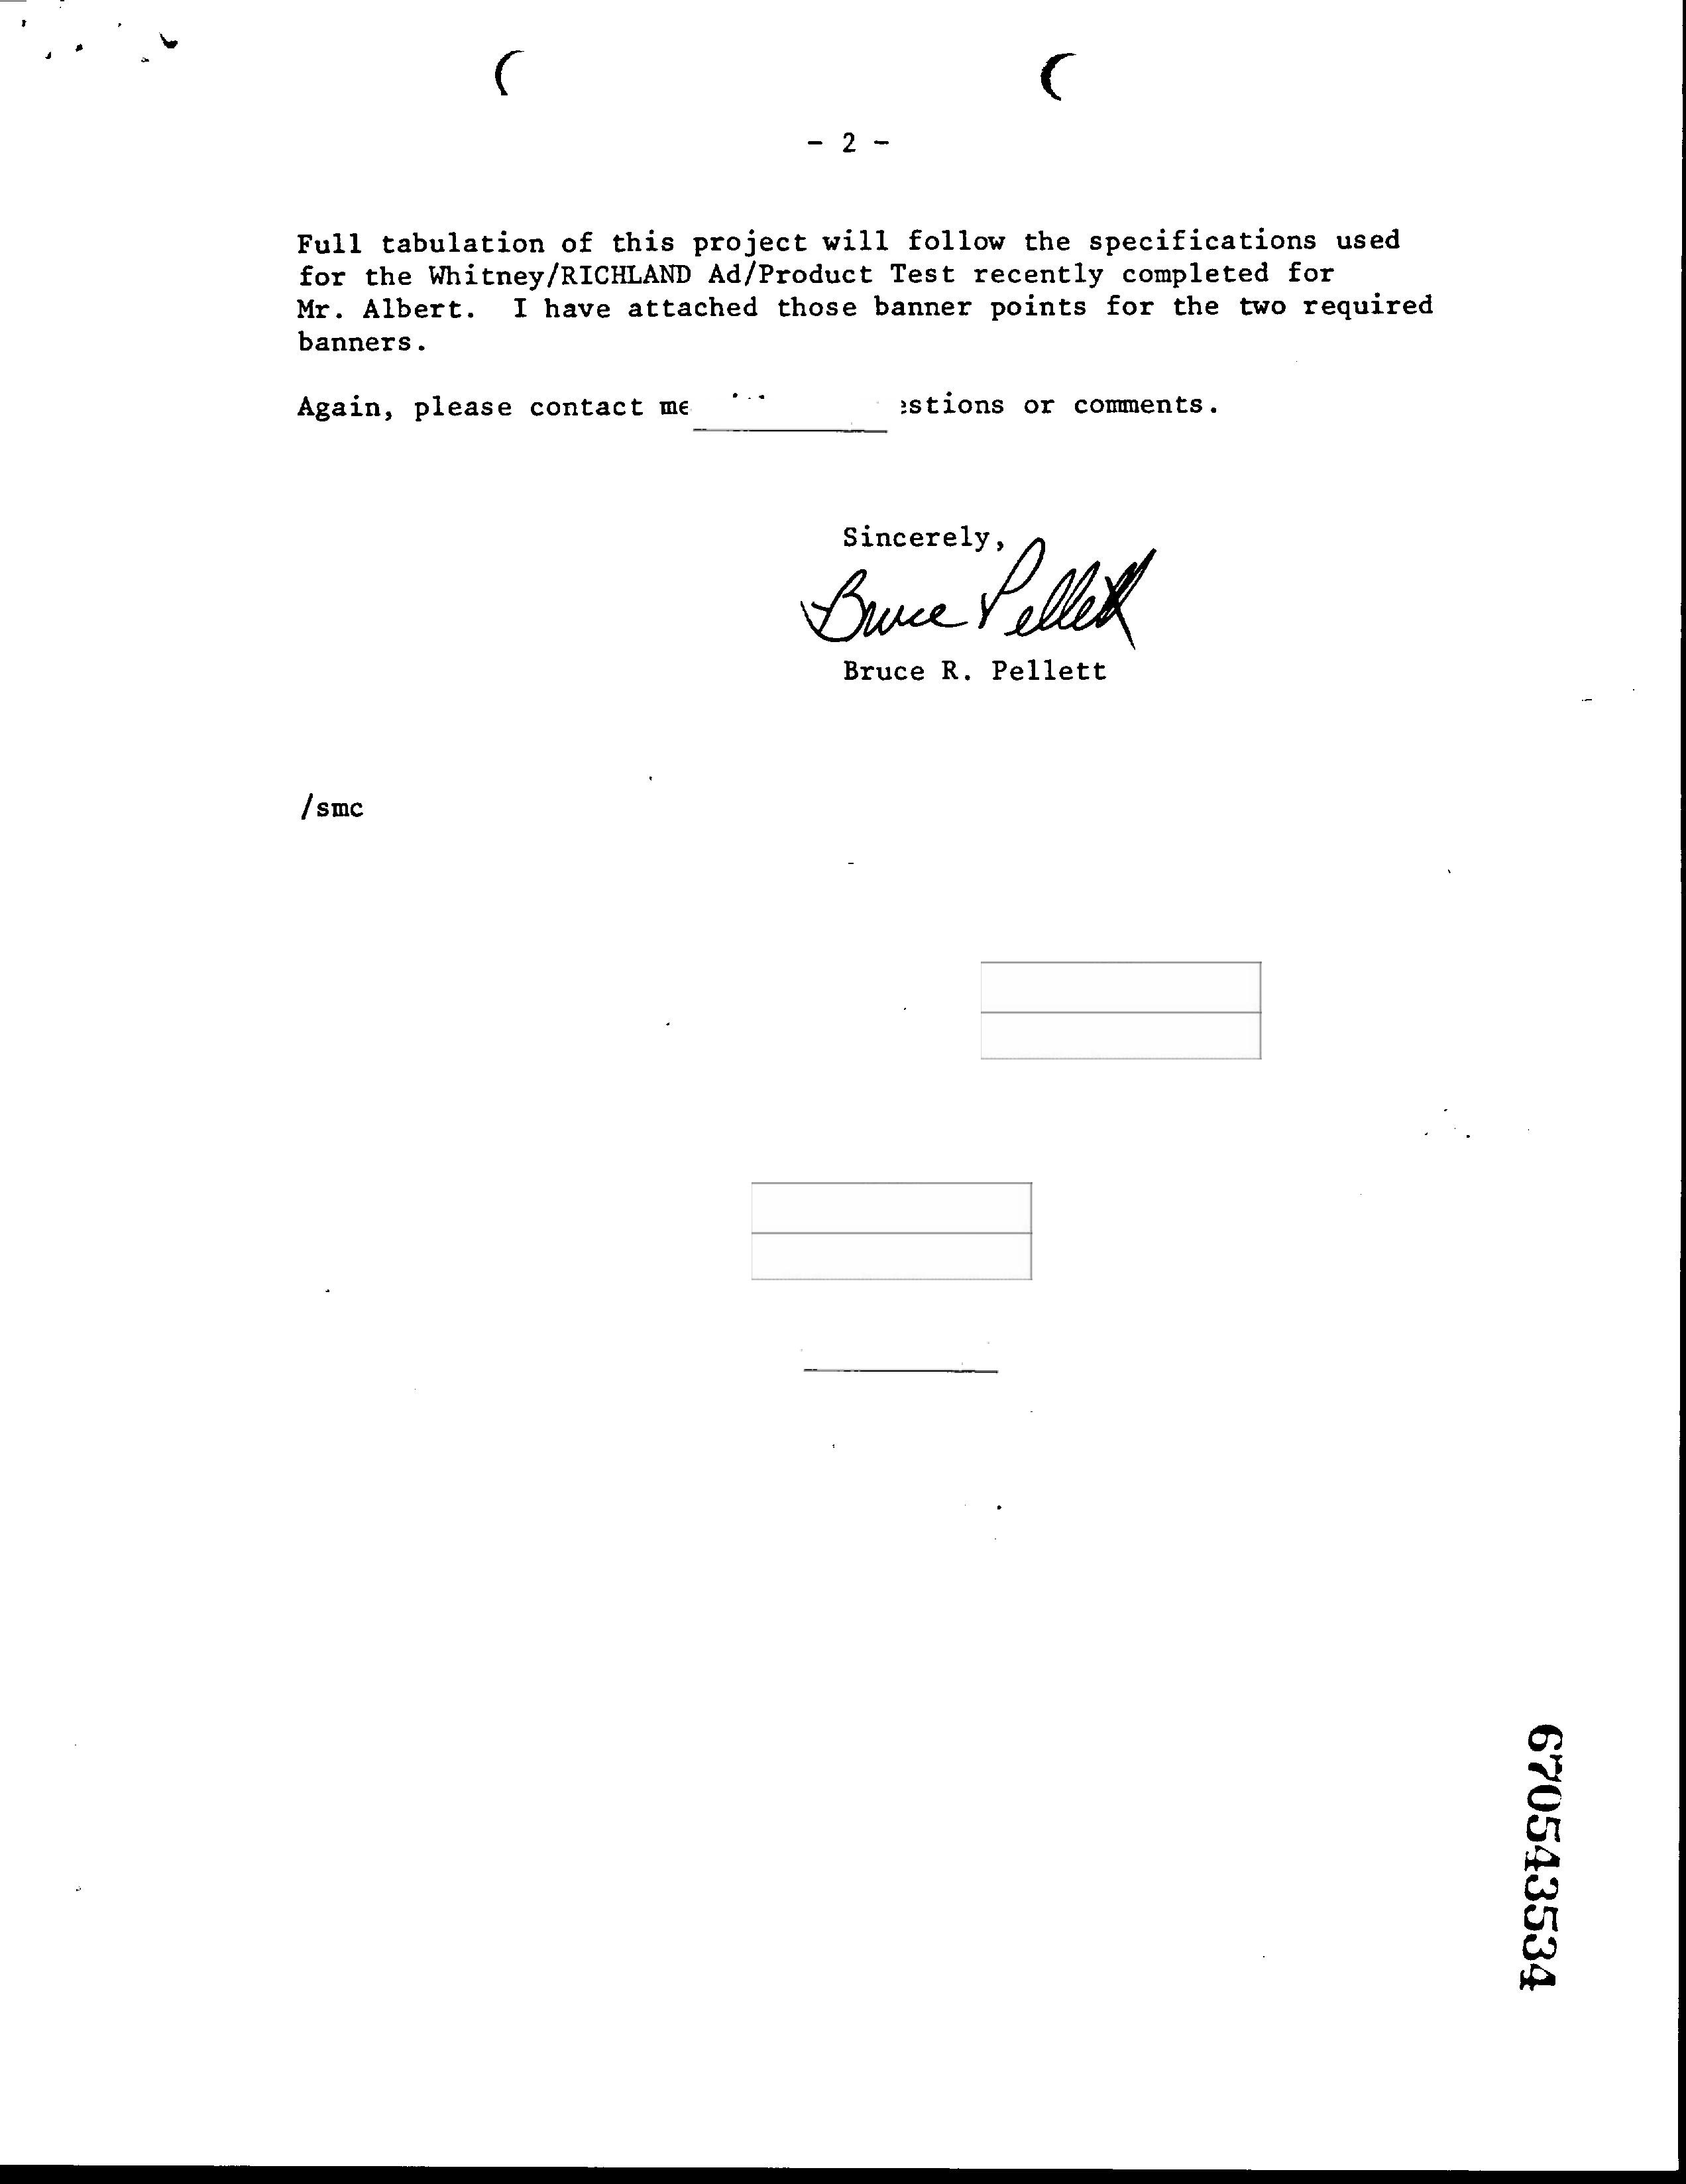 - 2 -
Full tabulation of this project will follow the specifications used
for the Whitney/RICHLAND Ad/Product Test recently completed for
Mr. Albert. I have attached those banner points for the two required
banners.
Again, please contact me estions or comments.
Sincerely,
Bruce Pellett
Bruce R. Pellett
/smc
670543534